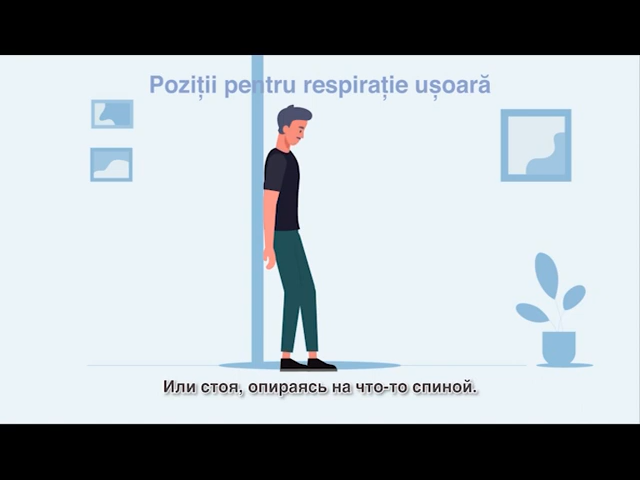 Poziții pentru respirație ușoară
Или стоя, опираясь на что-то спиной.